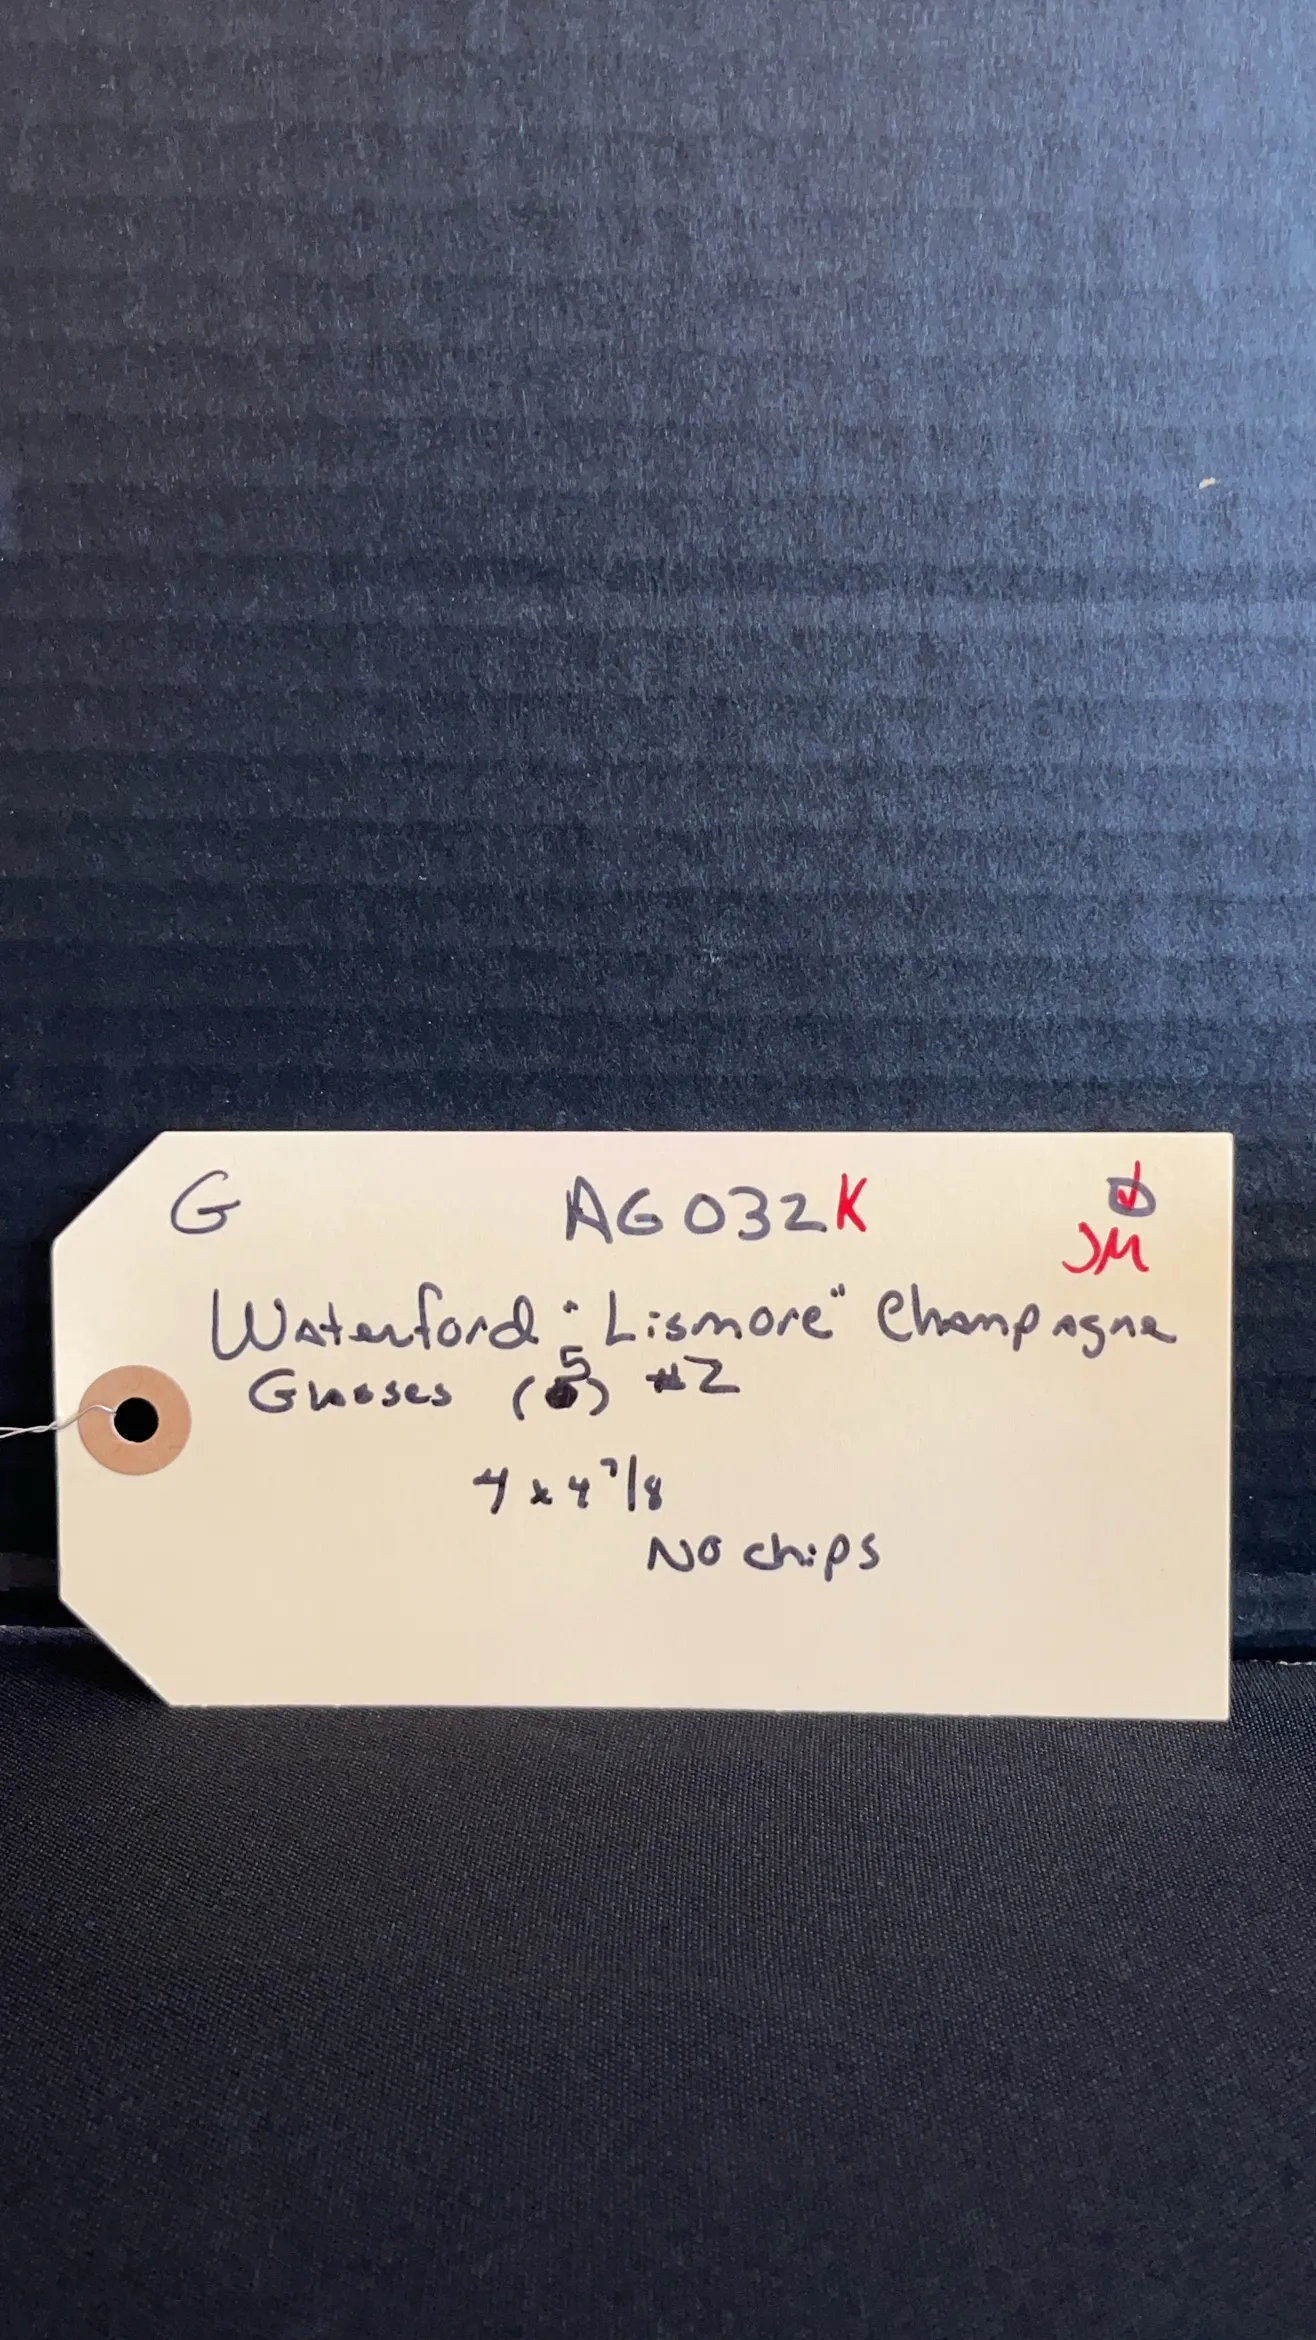 G AG032K
JM
Waterford "Lismore" Champagne
Glasses (5) #2
4 x 4 7/8
No chips